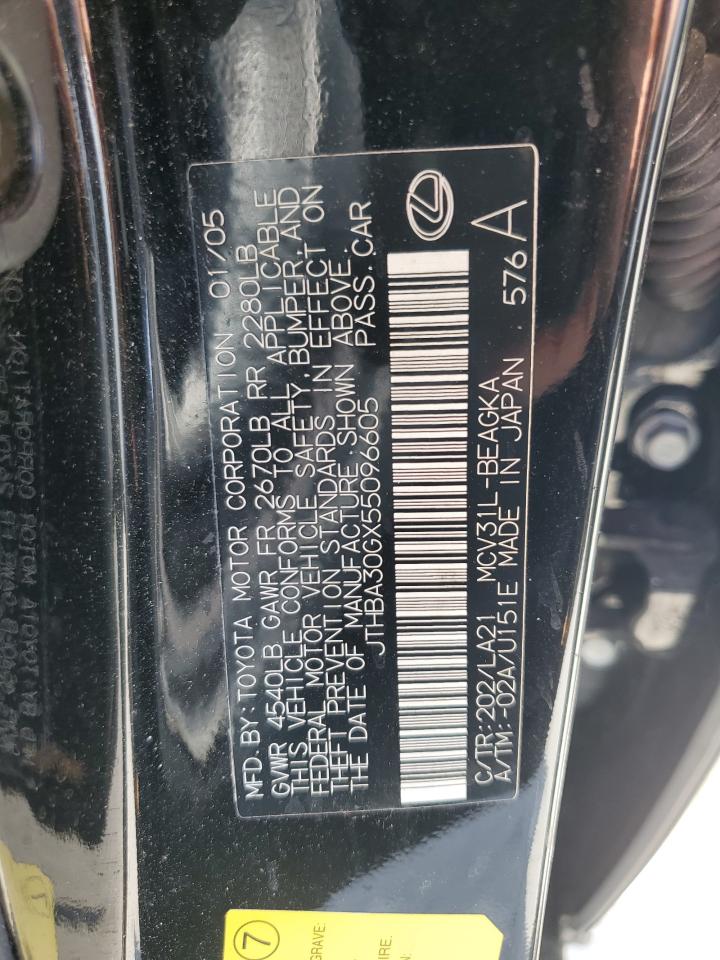 MFD. BY: TOYOTA MOTOR CORPORATION 01/05
GVWR 4540LB GAWR FR 2670LB RR 2280LB
THIS VEHICLE CONFORMS TO ALL APPLICABLE
FEDERAL MOTOR VEHICLE SAFETY, BUMPER, AND
THEFT PREVENTION STANDARDS IN EFFECT ON
THE DATE OF MANUFACTURE SHOWN ABOVE.
JTHBA30GX55096605 PASS. CAR
C/TR: 202/LA21 MCV31L-BEAGKA
A/TM: -02A/U151E MADE IN JAPAN 576 A
7
GRAVE: